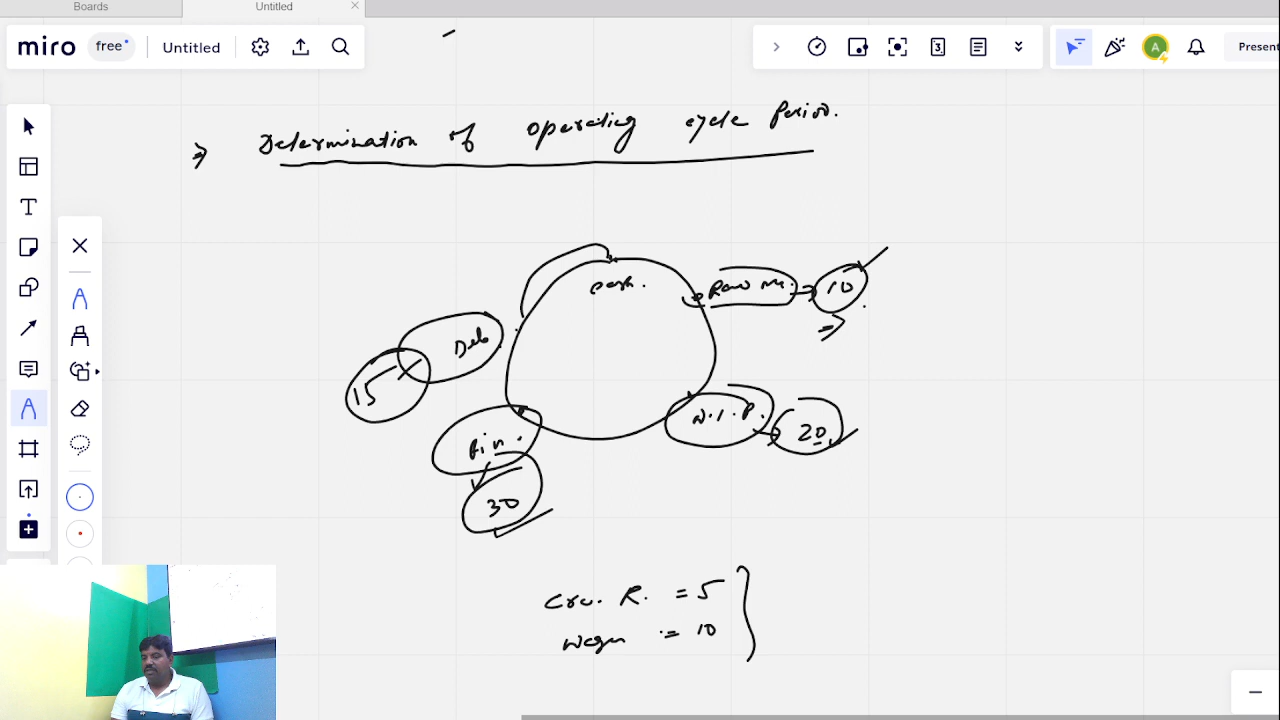 Boards
Untitled
miro free Untitled
3
A
Present
⇒ Determination of operating cycle Period.
cash.
Raw M. → 10
Deb
15
W.I.P. → 20
Fin.
30
Cre. R. = 5
Wages = 10